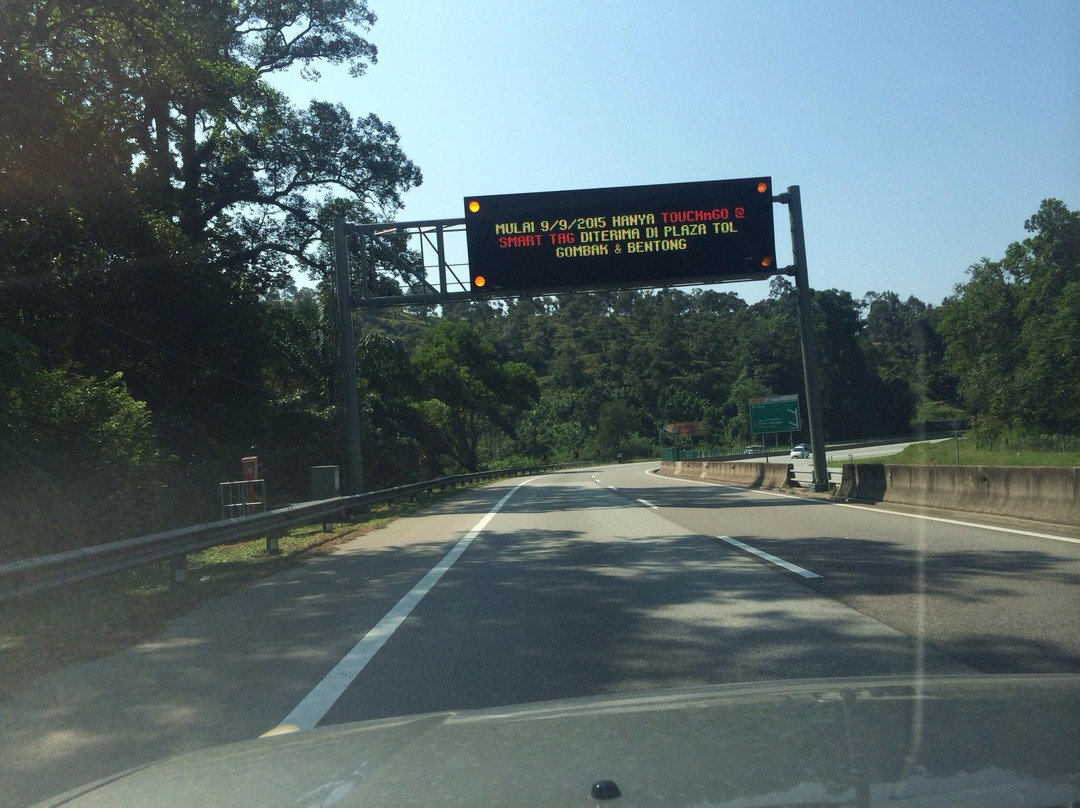 MULAI 9/9/2015 HANYA TOUCHnGO @
SMART TAG DITERIMA DI PLAZA TOL
GOMBAK & BENTONG